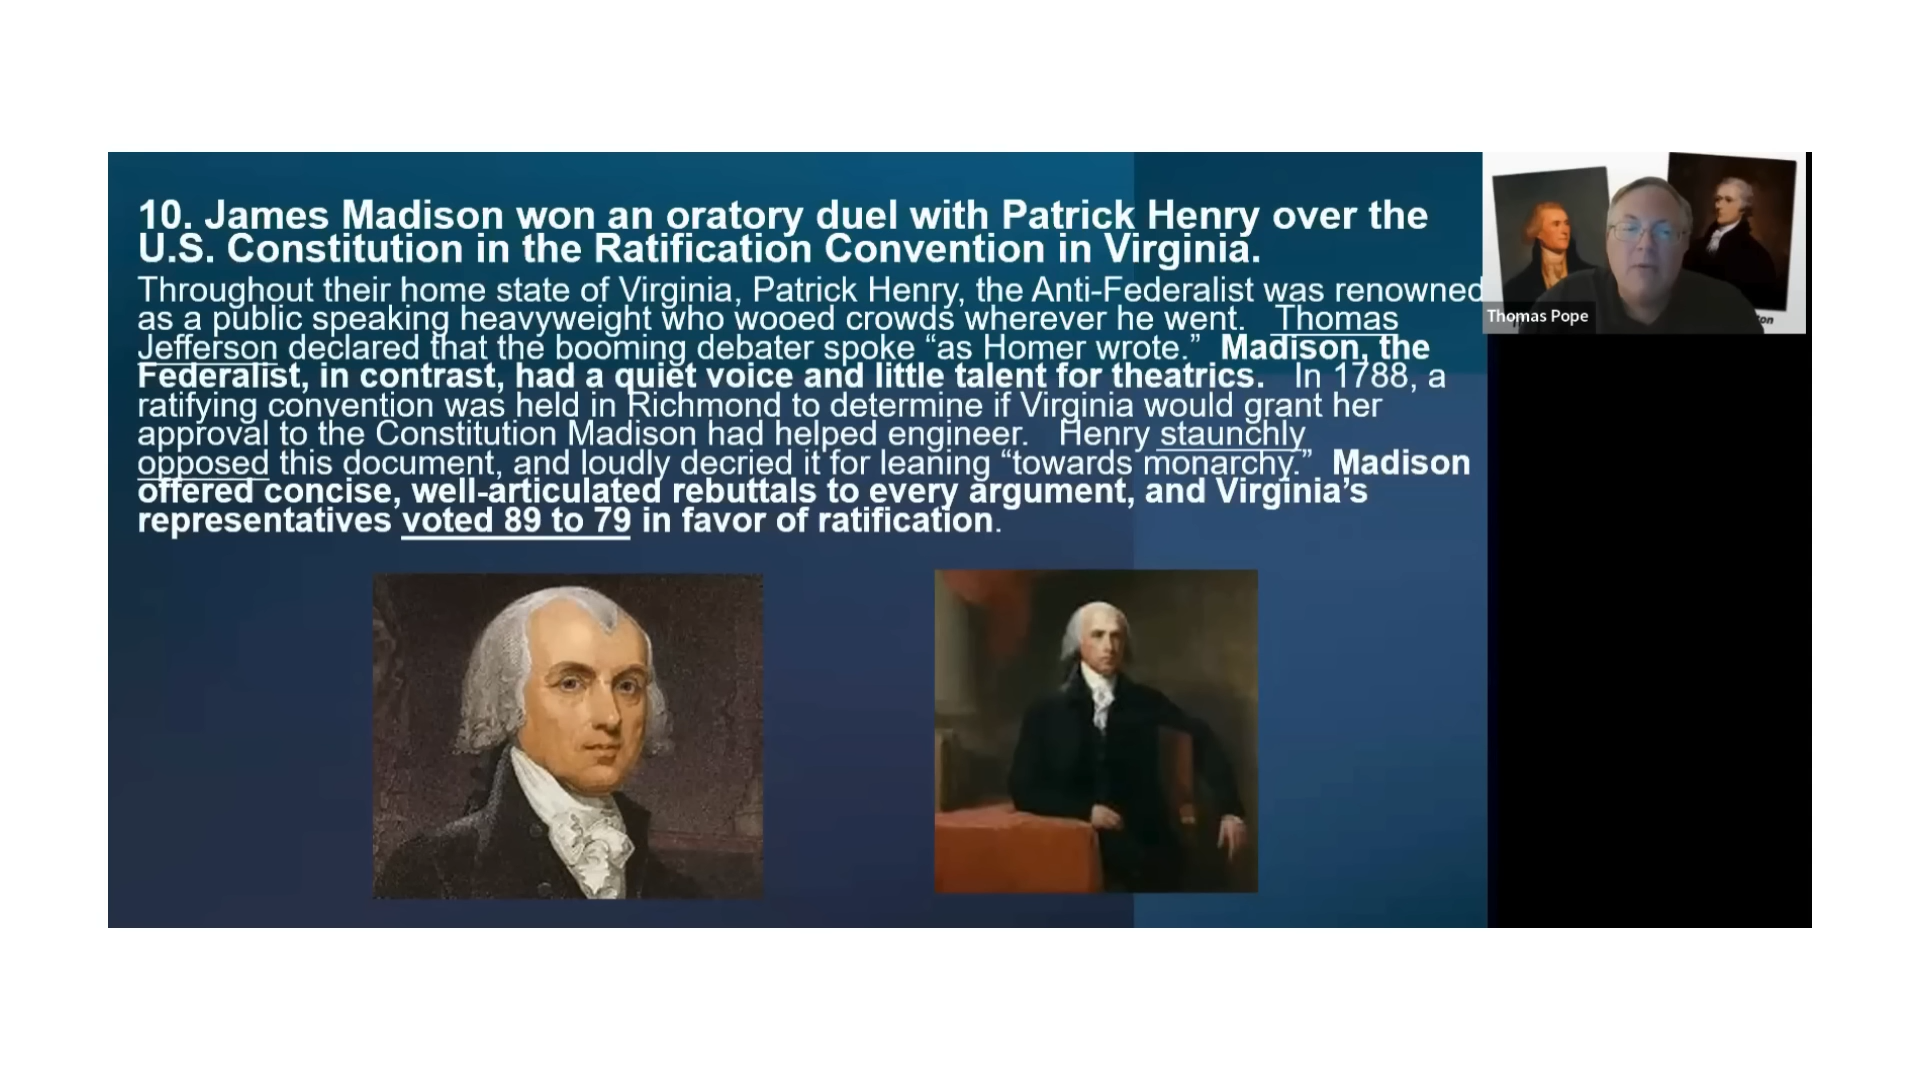 10. James Madison won an oratory duel with Patrick Henry over the
U.S. Constitution in the Ratification Convention in Virginia.
Throughout their home state of Virginia, Patrick Henry, the Anti-Federalist was renowned
as a public speaking heavyweight who wooed crowds wherever he went. Thomas
Jefferson declared that the booming debater spoke “as Homer wrote.” Madison, the
Federalist, in contrast, had a quiet voice and little talent for theatrics. In 1788, a
ratifying convention was held in Richmond to determine if Virginia would grant her
approval to the Constitution Madison had helped engineer. Henry staunchly
opposed this document, and loudly decried it for leaning “towards monarchy.” Madison
offered concise, well-articulated rebuttals to every argument, and Virginia’s
representatives voted 89 to 79 in favor of ratification.
Thomas Pope